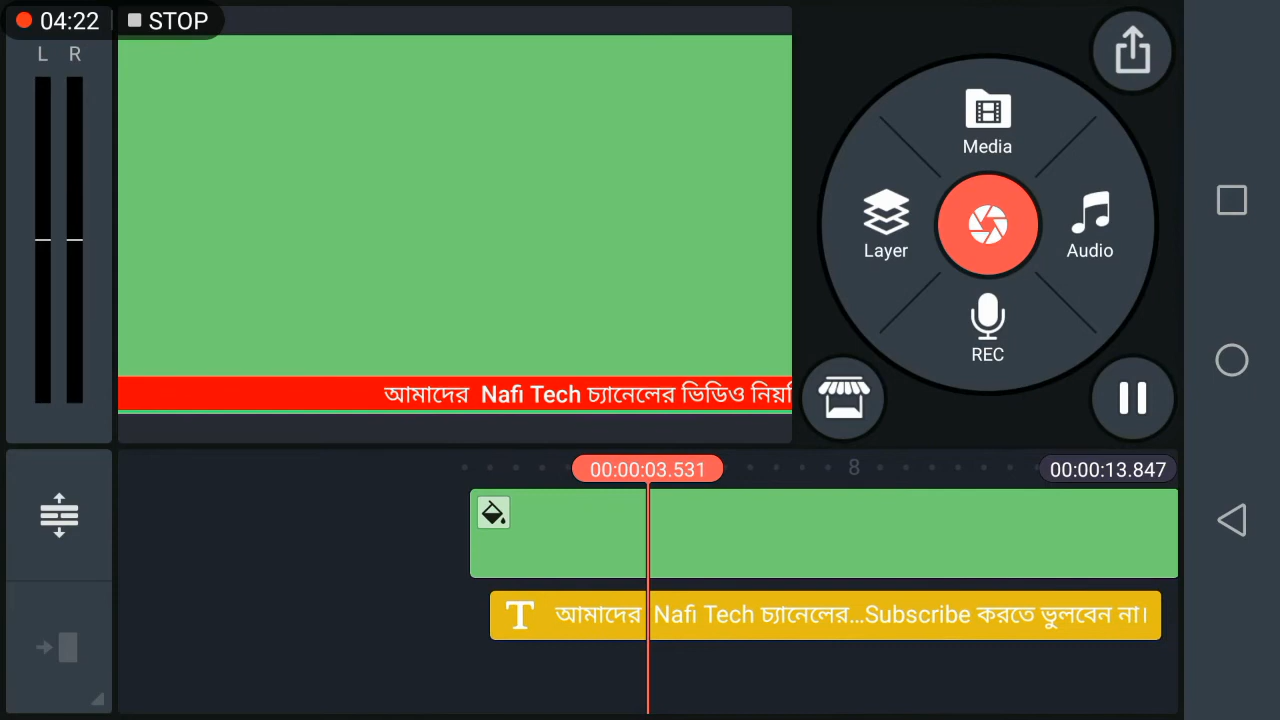 04:22
STOP
L R
Media
Layer
Audio
REC
আমাদের Nafi Tech চ্যানেলের ভিডিও
00:00:03.531
8
00:00:13.847
T আমাদের Nafi Tech চ্যানেলের...Subscribe করতে ভুলবেন না।